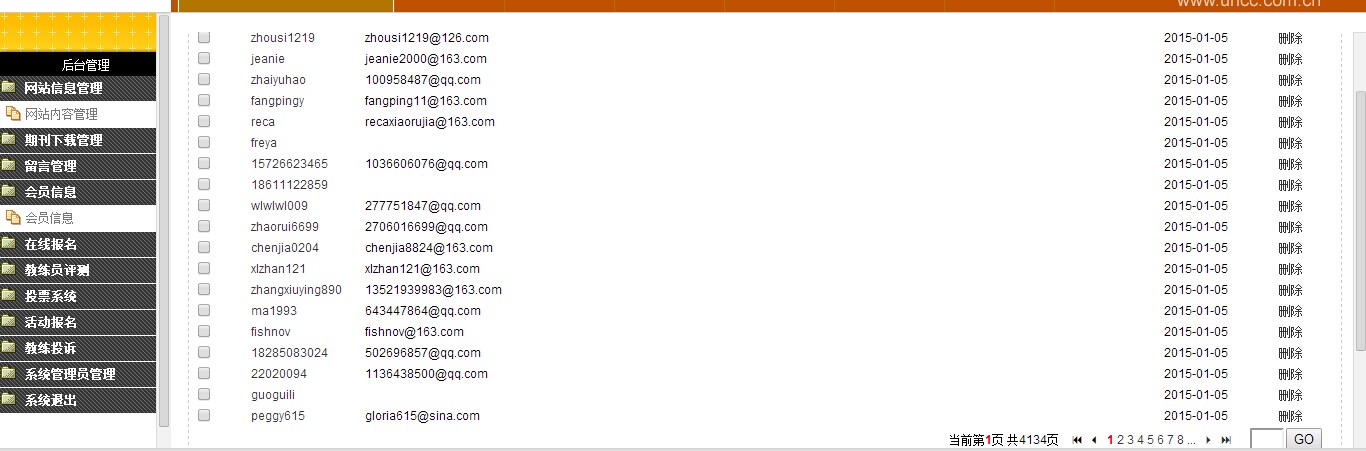 www.uhcc.com.cn
后台管理
网站信息管理
网站内容管理
期刊下载管理
留言管理
会员信息
会员信息
在线报名
教练员评测
投票系统
活动报名
教练投诉
系统管理员管理
系统退出
zhousi1219 zhousi1219@126.com 2015-01-05 删除
jeanie jeanie2000@163.com 2015-01-05 删除
zhaiyuhao 100958487@qq.com 2015-01-05 删除
fangpingy fangping11@163.com 2015-01-05 删除
reca recaxiaorujia@163.com 2015-01-05 删除
freya 2015-01-05 删除
15726623465 1036606076@qq.com 2015-01-05 删除
18611122859 2015-01-05 删除
wlwlwl009 277751847@qq.com 2015-01-05 删除
zhaorui6699 2706016699@qq.com 2015-01-05 删除
chenjia0204 chenjia8824@163.com 2015-01-05 删除
xlzhan121 xlzhan121@163.com 2015-01-05 删除
zhangxiuying890 13521939983@163.com 2015-01-05 删除
ma1993 643447864@qq.com 2015-01-05 删除
fishnov fishnov@163.com 2015-01-05 删除
18285083024 502696857@qq.com 2015-01-05 删除
22020094 1136438500@qq.com 2015-01-05 删除
guoguili 2015-01-05 删除
peggy615 gloria615@sina.com 2015-01-05 删除
当前第1页 共4134页 1 2 3 4 5 6 7 8 ... GO